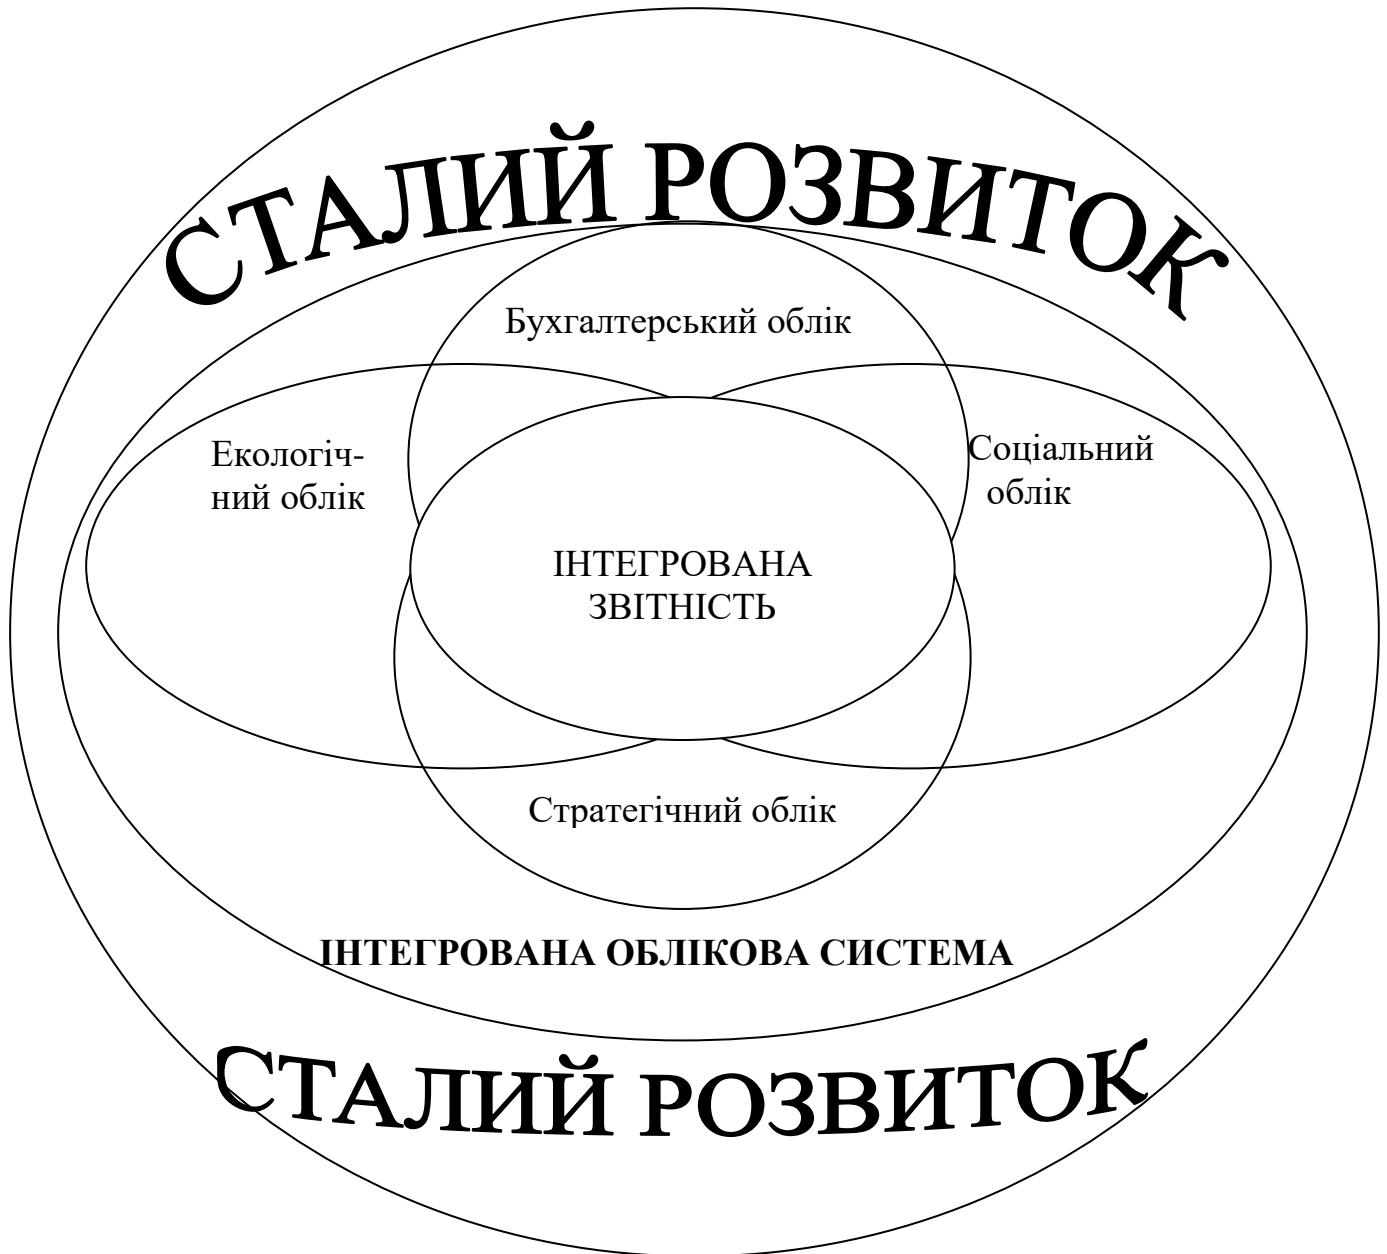 СТАЛИЙ РОЗВИТОК
Бухгалтерський облік
Екологіч-
ний облік
Соціальний
облік
ІНТЕГРОВАНА
ЗВІТНІСТЬ
Стратегічний облік
ІНТЕГРОВАНА ОБЛІКОВА СИСТЕМА
СТАЛИЙ РОЗВИТОК